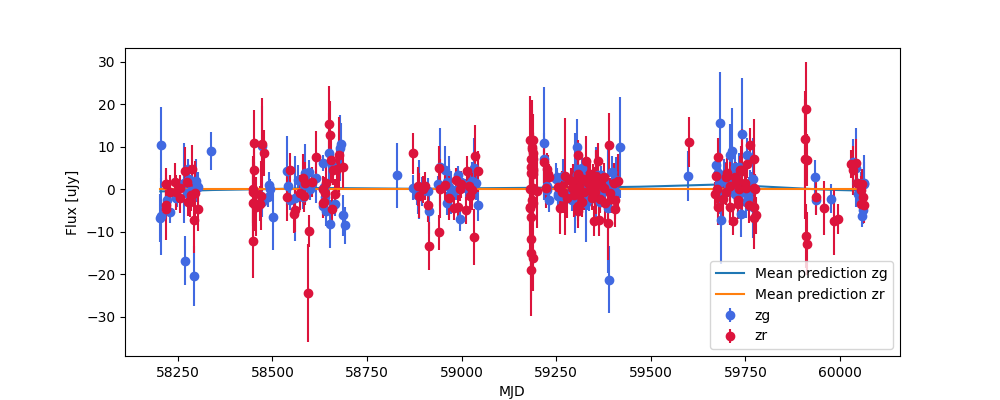 30
20
10
0
−10
−20
−30
Flux [uJy]
58250
58500
58750
59000
59250
59500
59750
60000
MJD
Mean prediction zg
Mean prediction zr
zg
zr